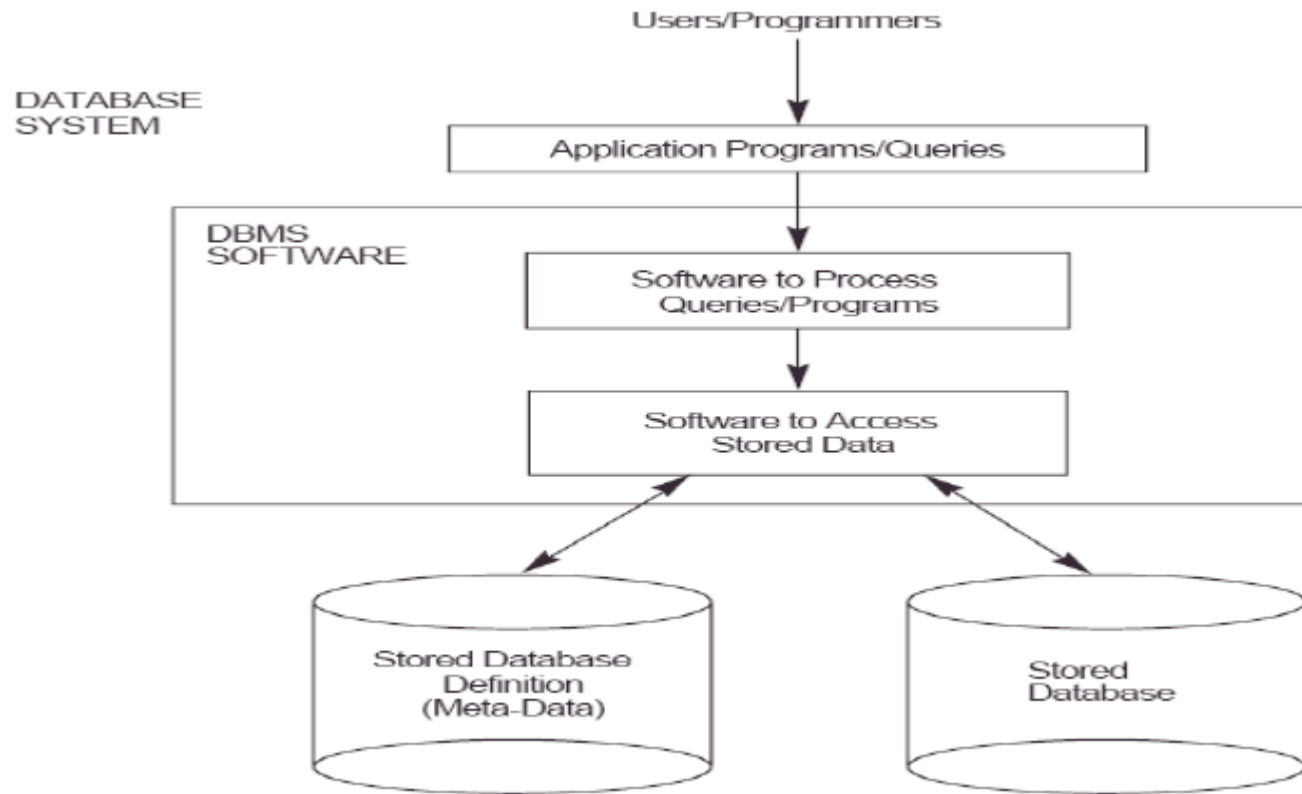 Users/Programmers
DATABASE
SYSTEM
Application Programs/Queries
DBMS
SOFTWARE
Software to Process
Queries/Programs
Software to Access
Stored Data
Stored Database
Definition
(Meta-Data)
Stored
Database